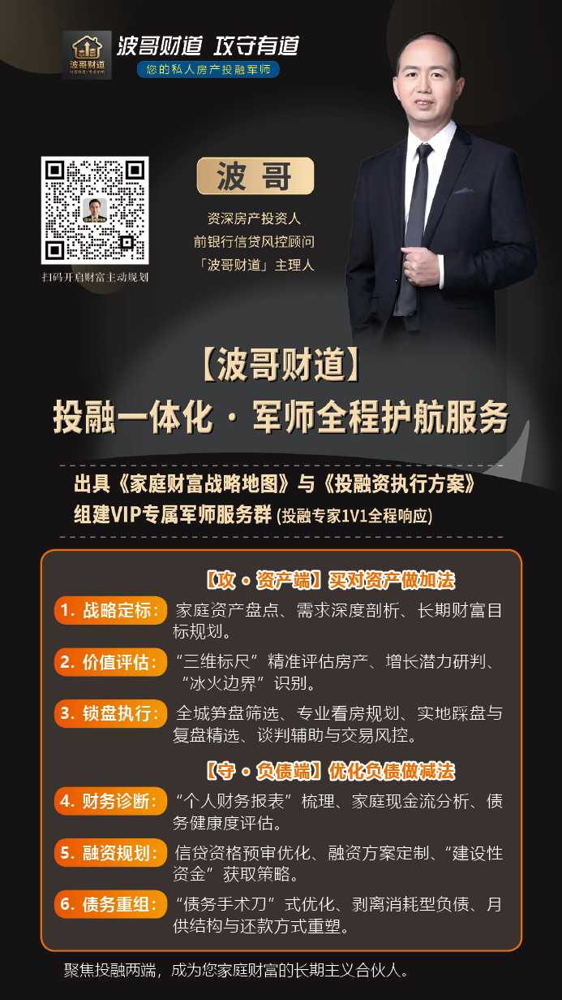 波哥财道 攻守有道
您的私人房产投融军师
波哥财道
波哥
资深房产投资人
前银行信贷风控顾问
「波哥财道」主理人
扫码开启财富主动规划
【波哥财道】
投融一体化·军师全程护航服务
出具《家庭财富战略地图》与《投融资执行方案》
组建VIP专属军师服务群 (投融专家1V1全程响应)
【攻·资产端】买对资产做加法
1. 战略定标: 家庭资产盘点、需求深度剖析、长期财富目
标规划。
2. 价值评估: “三维标尺”精准评估房产、增长潜力研判、
“冰火边界”识别。
3. 锁盘执行: 全城笋盘筛选、专业看房规划、实地踩盘与
复盘精选、谈判辅助与交易风控。
【守·负债端】优化负债做减法
4. 财务诊断: “个人财务报表”梳理、家庭现金流分析、债
务健康度评估。
5. 融资规划: 信贷资格预审优化、融资方案定制、“建设性
资金”获取策略。
6. 债务重组: “债务手术刀”式优化、剥离消耗型负债、月
供结构与还款方式重塑。
聚焦投融两端，成为您家庭财富的长期主义合伙人。